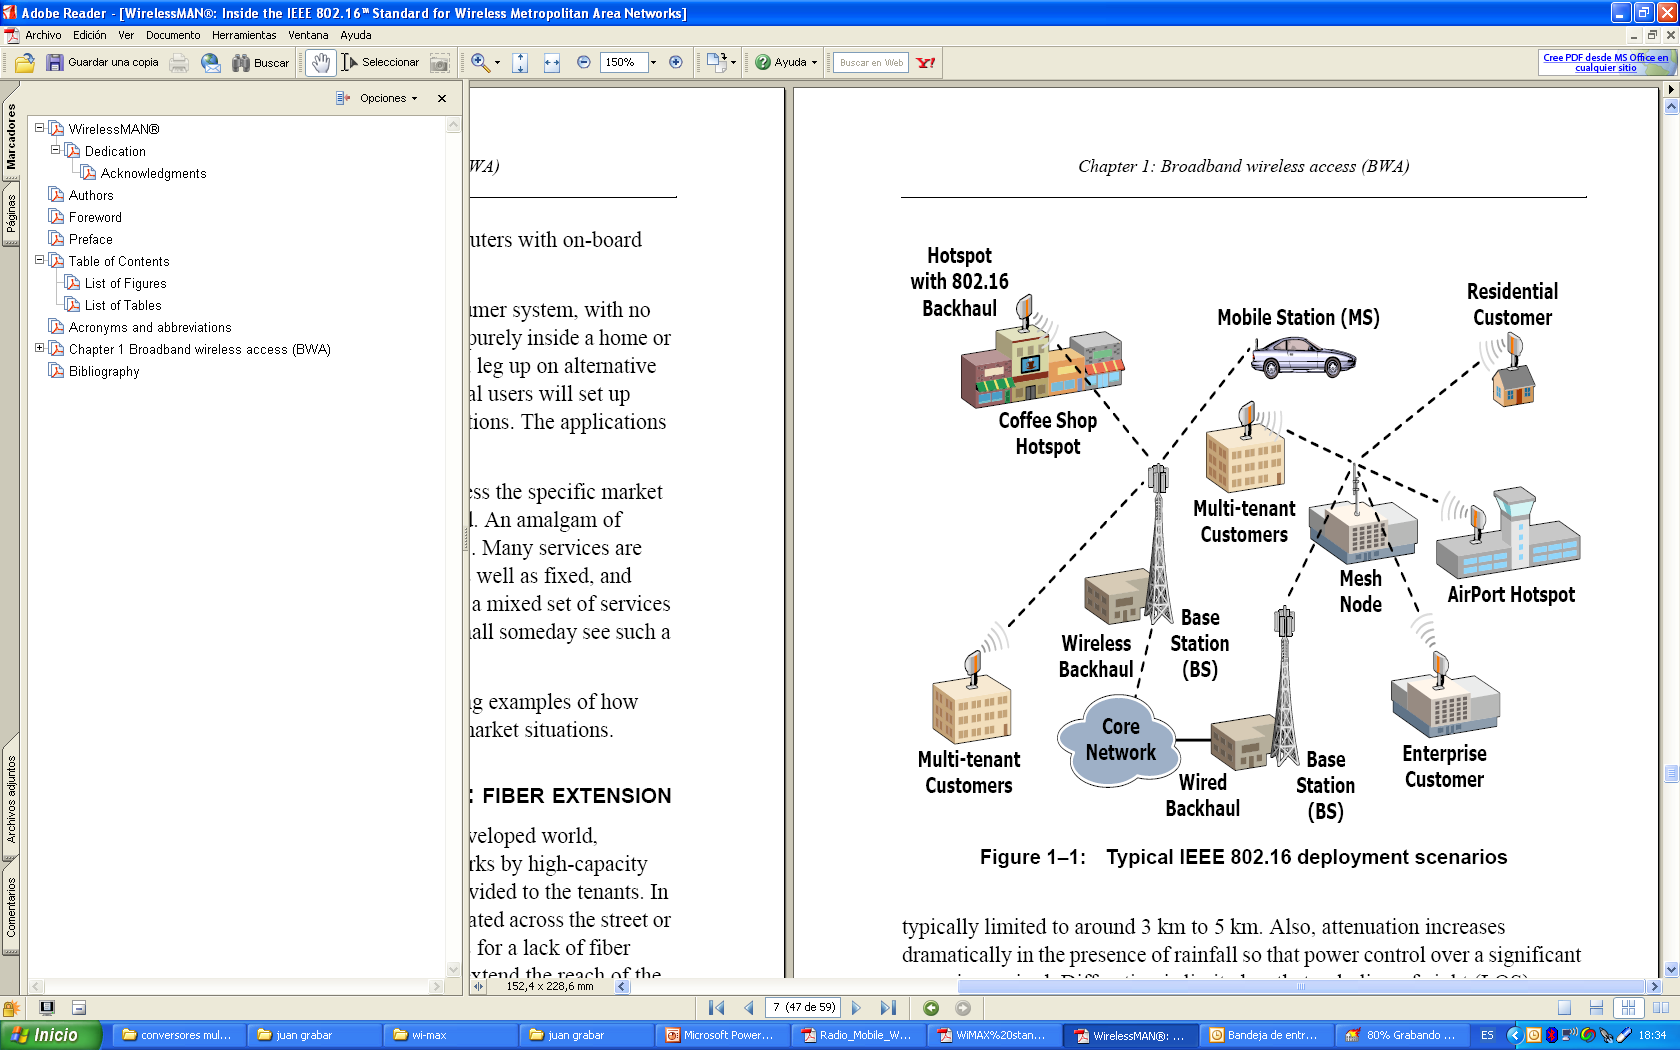 Adobe Reader - [WirelessMAN®: Inside the IEEE 802.16™ Standard for Wireless Metropolitan Area Networks]
Archivo Edición Ver Documento Herramientas Ventana Ayuda
Guardar una copia Buscar Seleccionar 150% Ayuda Buscar en Web Y!
Cree PDF desde MS Office en
cualquier sitio
Opciones
Marcadores
Páginas
Archivos adjuntos
Comentarios
WirelessMAN®
Dedication
Acknowledgments
Authors
Foreword
Preface
Table of Contents
List of Figures
List of Tables
Acronyms and abbreviations
Chapter 1 Broadband wireless access (BWA)
Bibliography
WA)
uters with on-board
umer system, with no
purely inside a home or
leg up on alternative
al users will set up
tions. The applications
ess the specific market
l. An amalgam of
. Many services are
well as fixed, and
a mixed set of services
hall someday see such a
ng examples of how
market situations.
: FIBER EXTENSION
veloped world,
rks by high-capacity
vided to the tenants. In
ated across the street or
for a lack of fiber
xtend the reach of the
Chapter 1: Broadband wireless access (BWA)
Hotspot
with 802.16
Backhaul
Coffee Shop
Hotspot
Mobile Station (MS)
Residential
Customer
Multi-tenant
Customers
Mesh
Node
AirPort Hotspot
Wireless
Backhaul
Base
Station
(BS)
Multi-tenant
Customers
Core
Network
Wired
Backhaul
Base
Station
(BS)
Enterprise
Customer
Figure 1–1: Typical IEEE 802.16 deployment scenarios
typically limited to around 3 km to 5 km. Also, attenuation increases
dramatically in the presence of rainfall so that power control over a significant
152,4 x 228,6 mm
7 (47 de 59)
Inicio conversores mul... juan grabar wi-max juan grabar Microsoft Power... Radio_Mobile_W... WiMAX%20stan... WirelessMAN®: ... Bandeja de entr... 80% Grabando ES 18:34